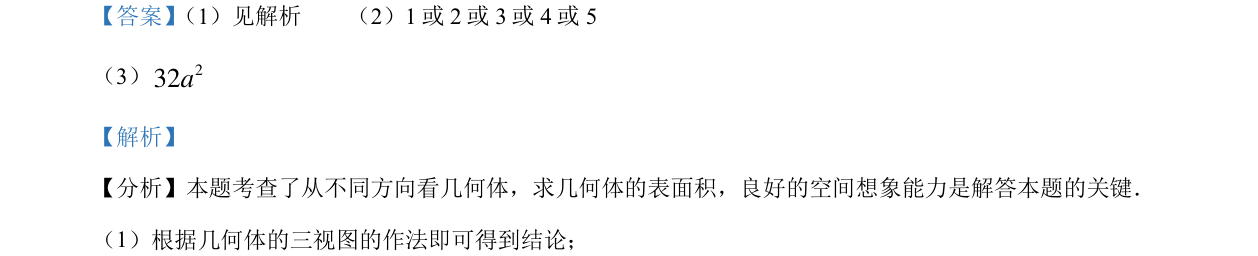 【答案】（1）见解析　　（2）1 或 2 或 3 或 4 或 5
（3）32a²
【解析】
【分析】本题考查了从不同方向看几何体，求几何体的表面积，良好的空间想象能力是解答本题的关键．
（1）根据几何体的三视图的作法即可得到结论；